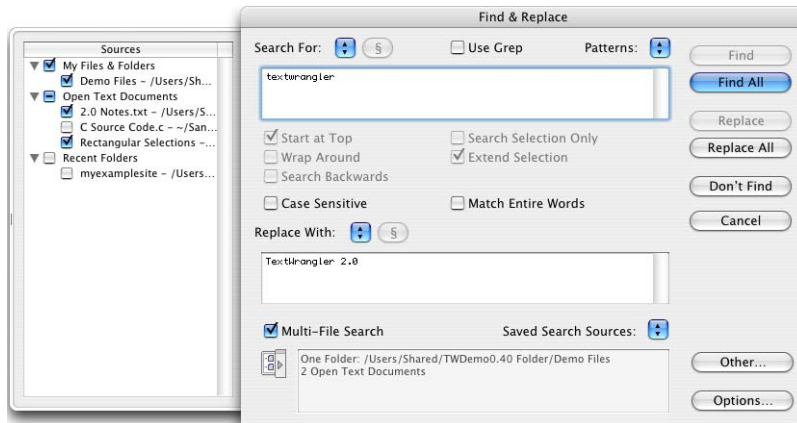 Find & Replace
Sources
My Files & Folders
Demo Files – /Users/Sh...
Open Text Documents
2.0 Notes.txt – /Users/S...
C Source Code.c – ~/San...
Rectangular Selections –...
Recent Folders
myexamplesite – /Users...
Search For: §
Use Grep
Patterns:
textwrangler
Start at Top
Search Selection Only
Wrap Around
Extend Selection
Search Backwards
Case Sensitive
Match Entire Words
Replace With: §
TextWrangler 2.0
Multi-File Search
Saved Search Sources:
One Folder: /Users/Shared/TWDemo0.40 Folder/Demo Files
2 Open Text Documents
Find
Find All
Replace
Replace All
Don't Find
Cancel
Other...
Options...